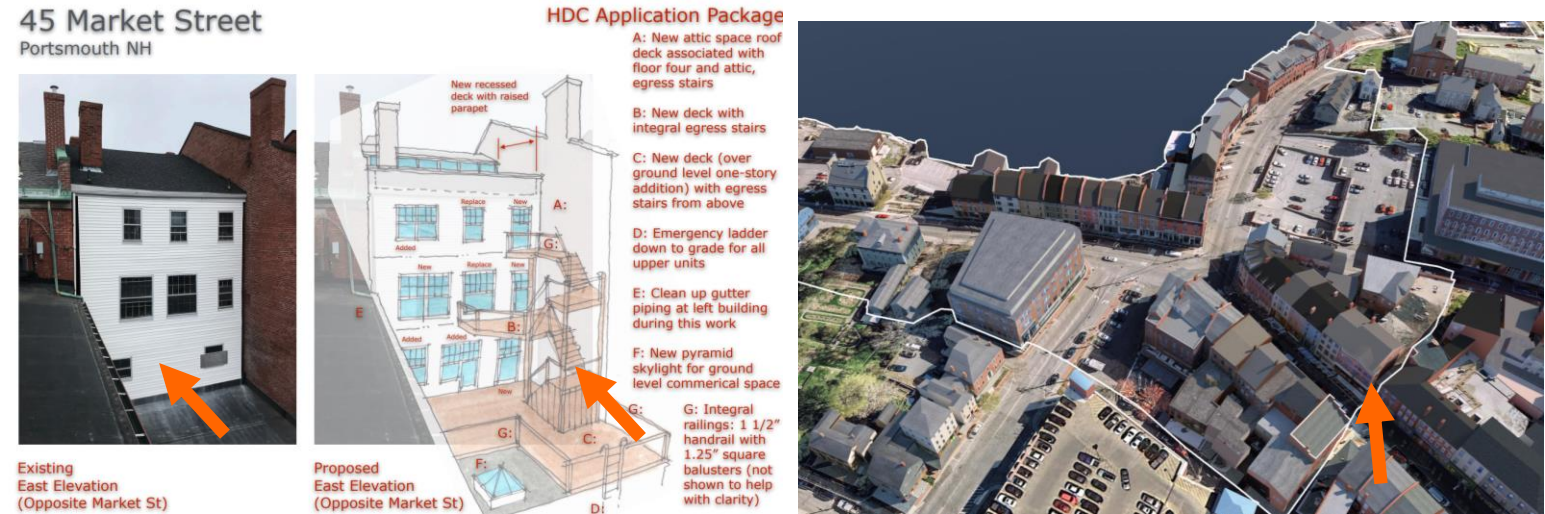 45 Market Street
Portsmouth NH
HDC Application Package
A: New attic space roof
deck associated with
floor four and attic,
egress stairs
B: New deck with
integral egress stairs
C: New deck (over
ground level one-story
addition) with egress
stairs from above
D: Emergency ladder
down to grade for all
upper units
E: Clean up gutter
piping at left building
during this work
F: New pyramid
skylight for ground
level commerical space
G: Integral
railings: 1 1/2"
handrail with
1.25" square
balusters (not
shown to help
with clarity)
New recessed
deck with raised
parapet
Replace
New
A:
Added
G:
New
Replace
New
E
B:
Added
Added
New
G:
G:
C:
F:
D:
Existing
East Elevation
(Opposite Market St)
Proposed
East Elevation
(Opposite Market St)